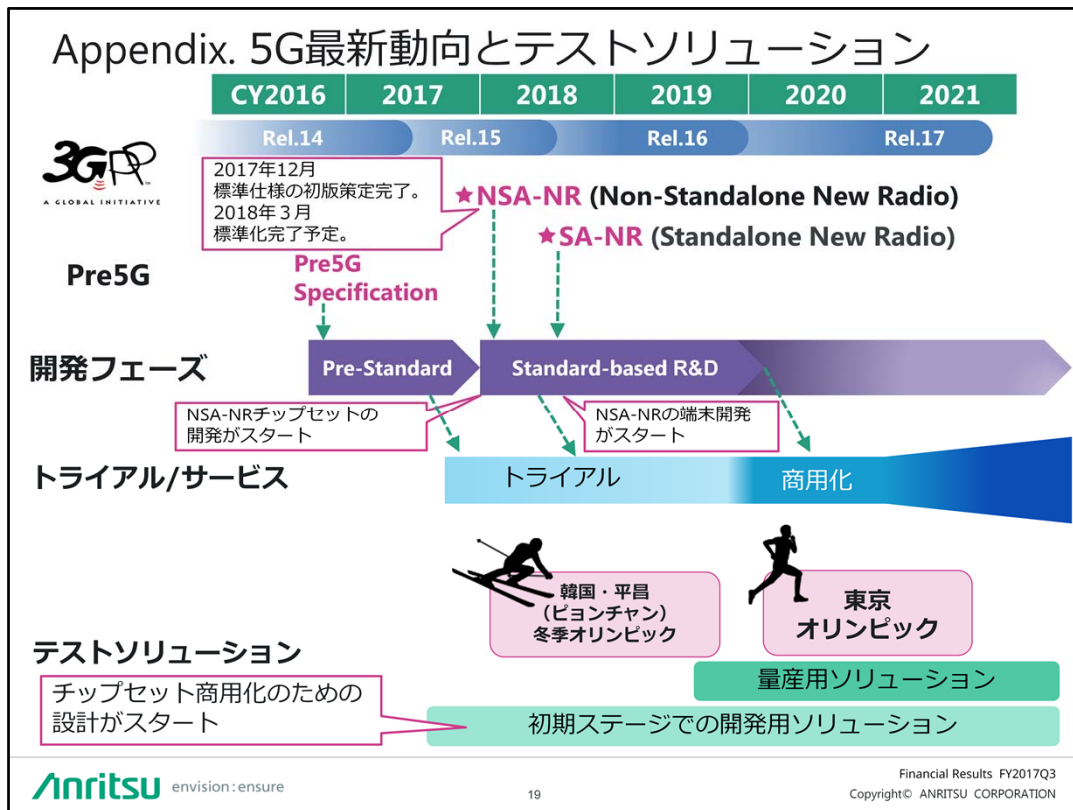 Appendix. 5G最新動向とテストソリューション
CY2016 2017 2018 2019 2020 2021
Rel.14 Rel.15 Rel.16 Rel.17
3GPP™
A GLOBAL INITIATIVE
2017年12月
標準仕様の初版策定完了。
2018年３月
標準化完了予定。
★NSA-NR (Non-Standalone New Radio)
★SA-NR (Standalone New Radio)
Pre5G
Pre5G
Specification
開発フェーズ
Pre-Standard
Standard-based R&D
NSA-NRチップセットの
開発がスタート
NSA-NRの端末開発
がスタート
トライアル/サービス
トライアル
商用化
韓国・平昌
（ピョンチャン）
冬季オリンピック
東京
オリンピック
テストソリューション
量産用ソリューション
チップセット商用化のための
設計がスタート
初期ステージでの開発用ソリューション
Anritsu envision : ensure
19
Financial Results FY2017Q3
Copyright© ANRITSU CORPORATION